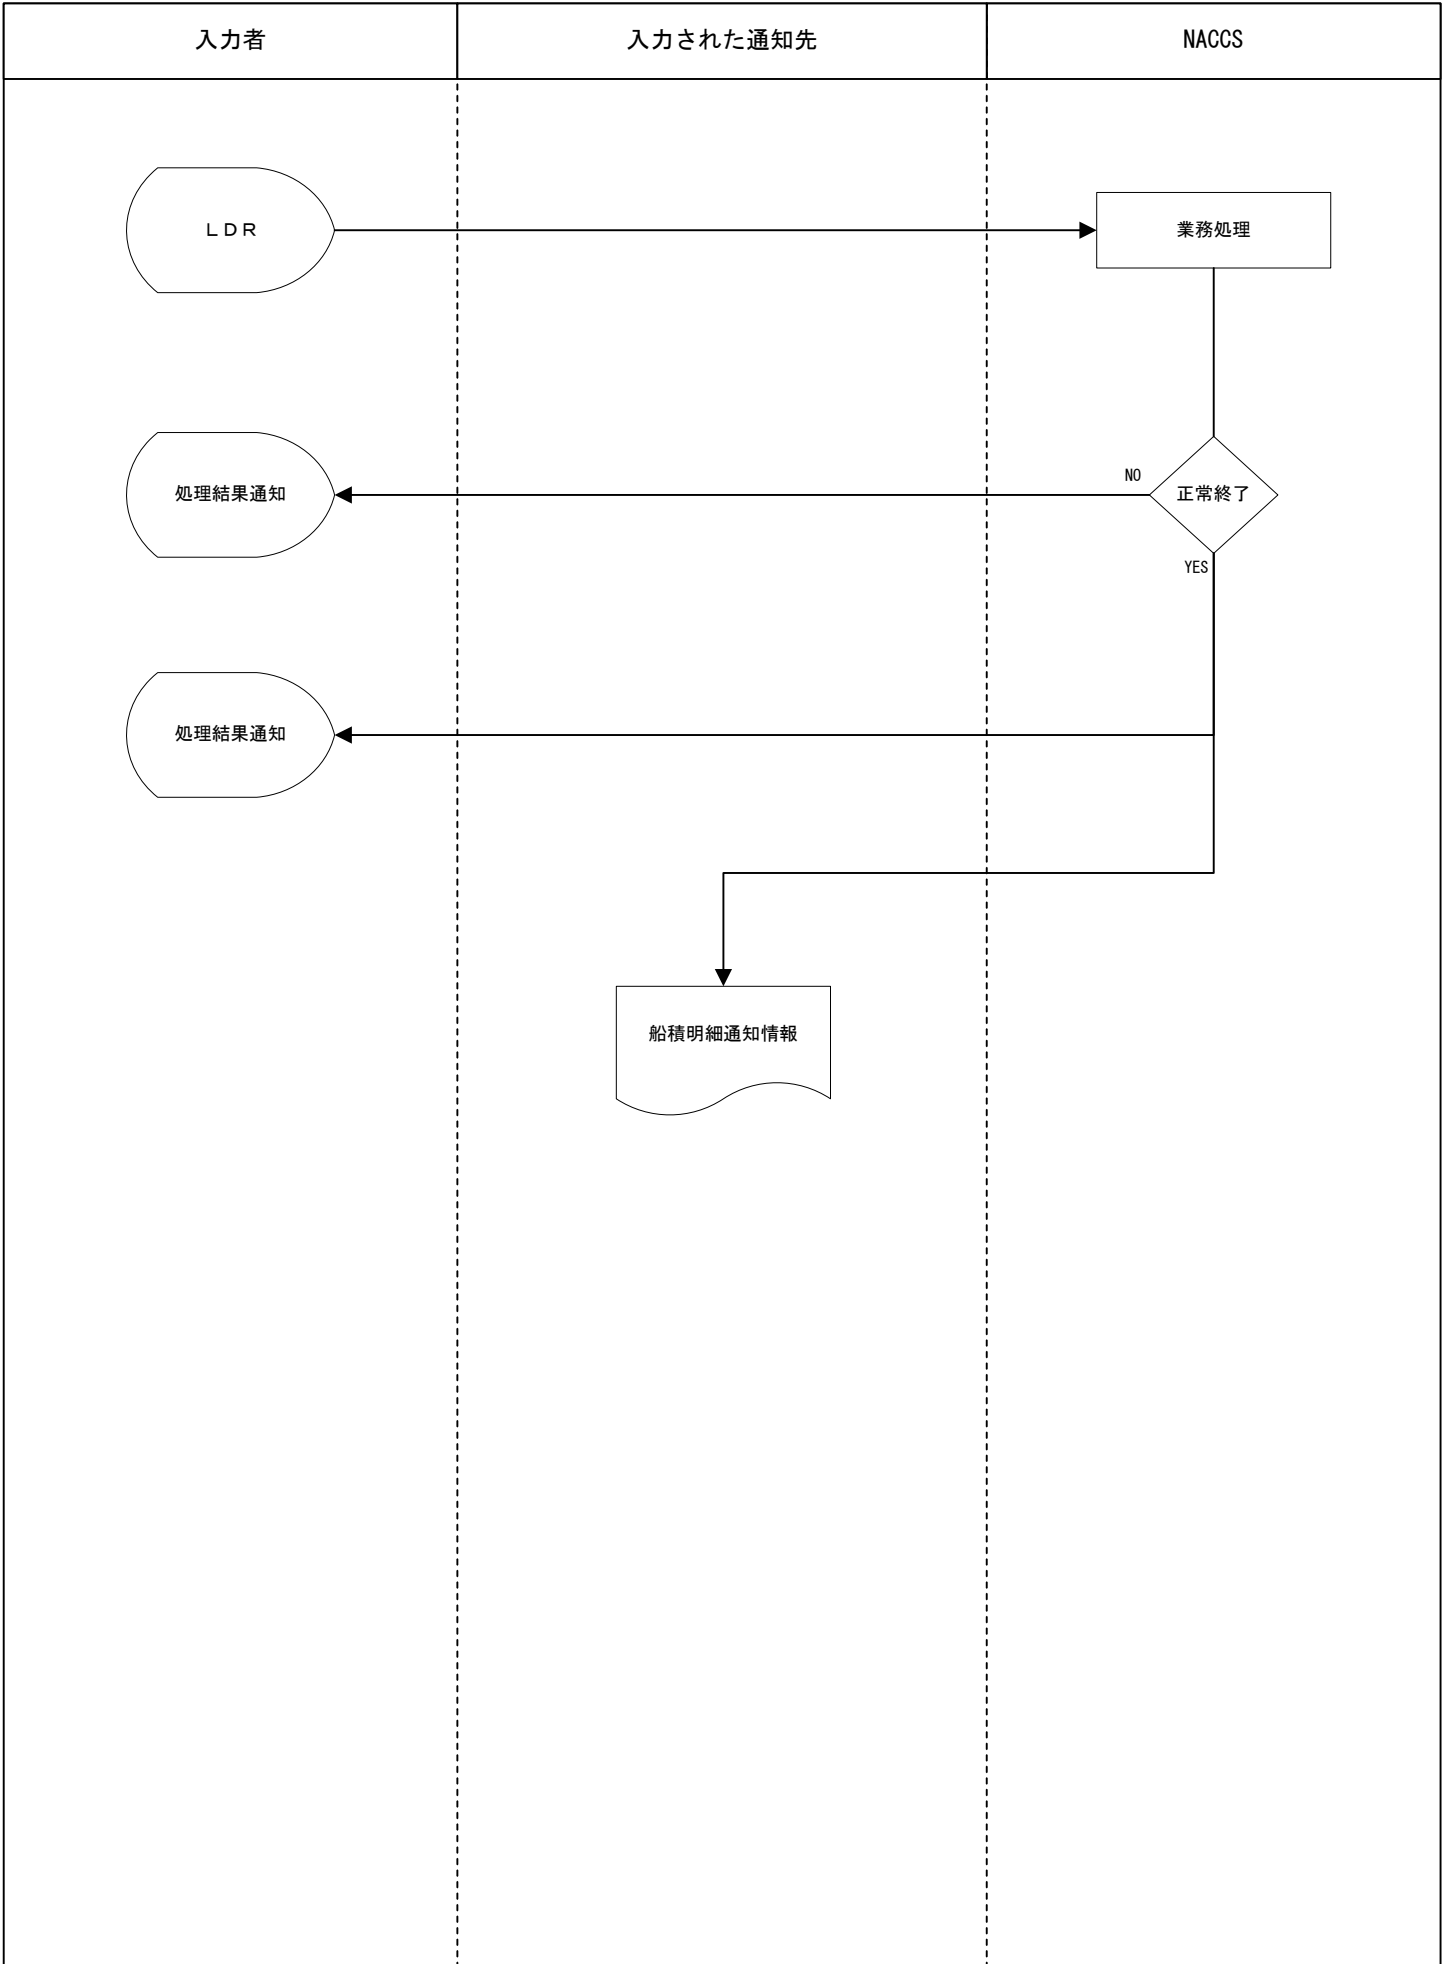 入力者
入力された通知先
NACCS
ＬＤＲ
業務処理
処理結果通知
NO
正常終了
YES
処理結果通知
船積明細通知情報